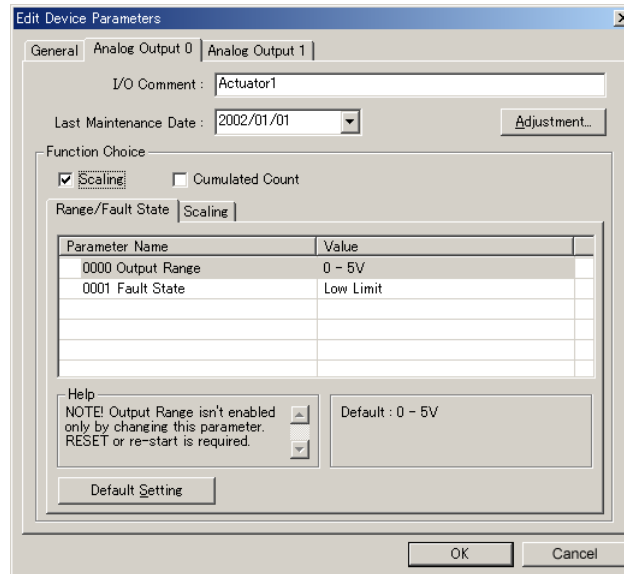 Edit Device Parameters
General Analog Output 0 Analog Output 1
I/O Comment : Actuator1
Last Maintenance Date : 2002/01/01 Adjustment...
Function Choice
Scaling Cumulated Count
Range/Fault State Scaling
Parameter Name Value
0000 Output Range 0 - 5V
0001 Fault State Low Limit
Help
NOTE! Output Range isn't enabled
only by changing this parameter.
RESET or re-start is required.
Default : 0 - 5V
Default Setting
OK Cancel